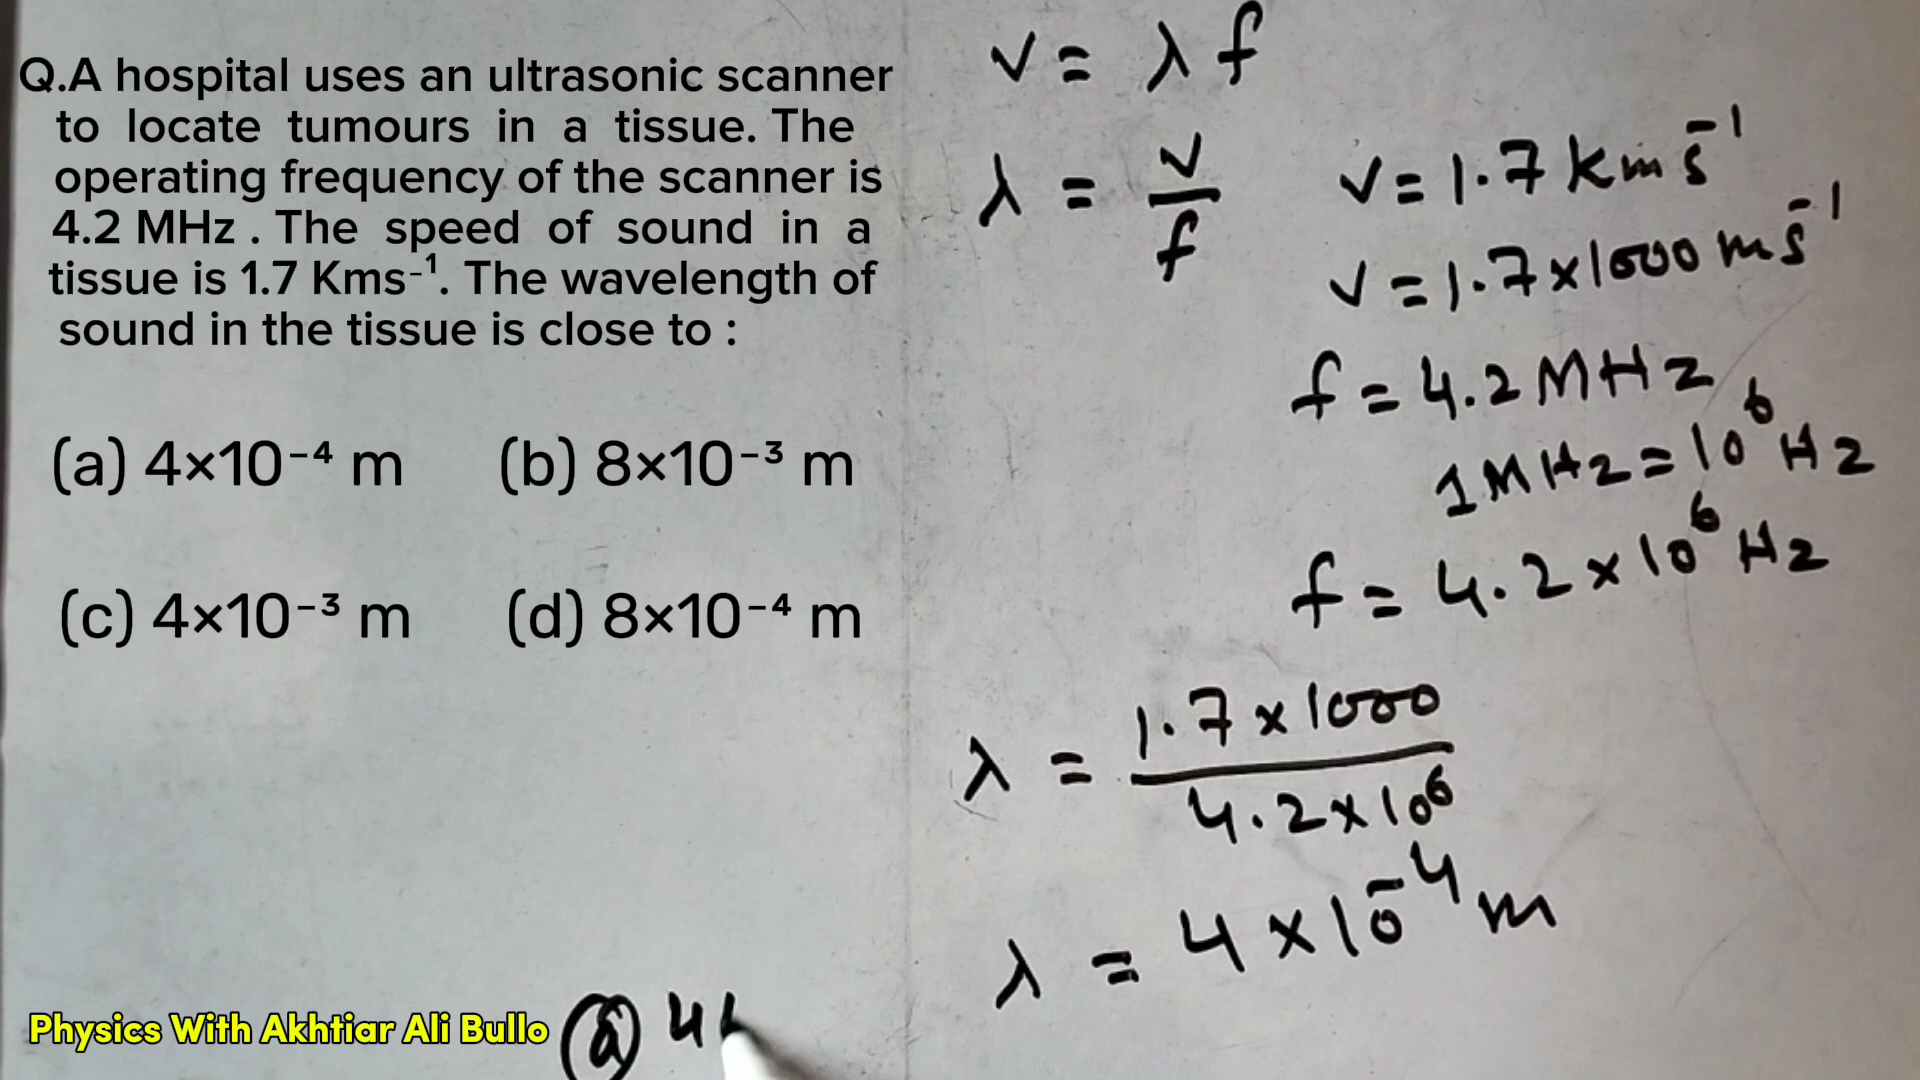 Q.A hospital uses an ultrasonic scanner
to locate tumours in a tissue. The
operating frequency of the scanner is
4.2 MHz . The speed of sound in a
tissue is 1.7 Kms⁻¹. The wavelength of
sound in the tissue is close to :
(a) 4×10⁻⁴ m (b) 8×10⁻³ m
(c) 4×10⁻³ m (d) 8×10⁻⁴ m
v = λ f
λ = v/f
v = 1.7 km s⁻¹
v = 1.7 × 1000 m s⁻¹
f = 4.2 MHz
1 MHz = 10⁶ Hz
f = 4.2 × 10⁶ Hz
λ = 1.7 × 1000 / 4.2 × 10⁶
λ = 4 × 10⁻⁴ m
Physics With Akhtiar Ali Bullo
(a) 4